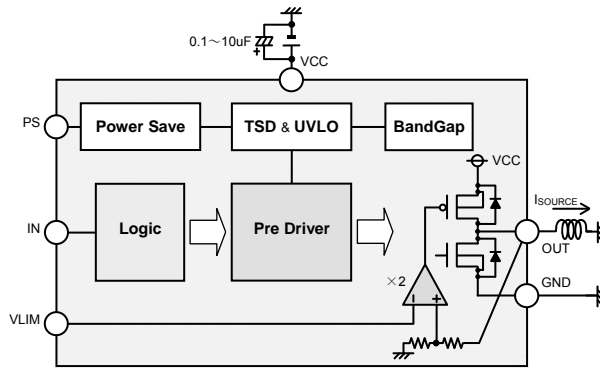 0.1～10uF
+
VCC
PS
Power Save
TSD & UVLO
BandGap
VCC
ISOURCE
IN
Logic
Pre Driver
OUT
×2
GND
VLIM
− +